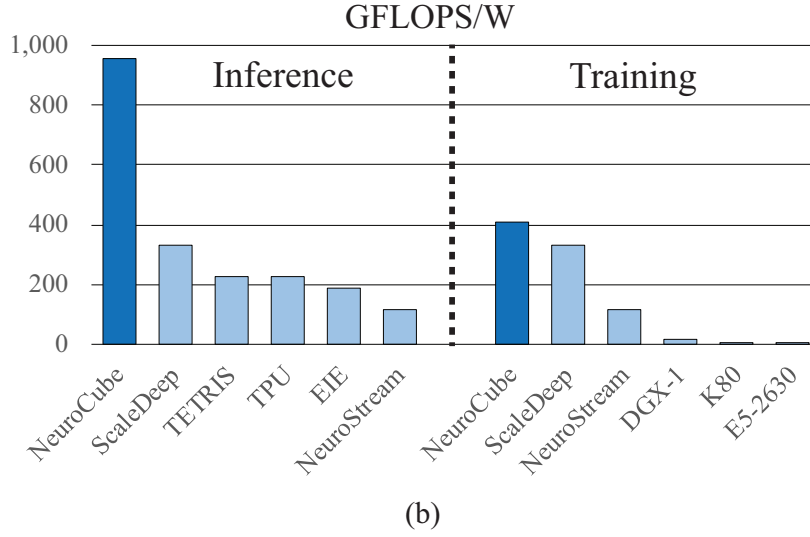 GFLOPS/W
1,000
800
600
400
200
0
Inference
Training
NeuroCube
ScaleDeep
TETRIS
TPU
EIE
NeuroStream
NeuroCube
ScaleDeep
NeuroStream
DGX-1
K80
E5-2630
(b)